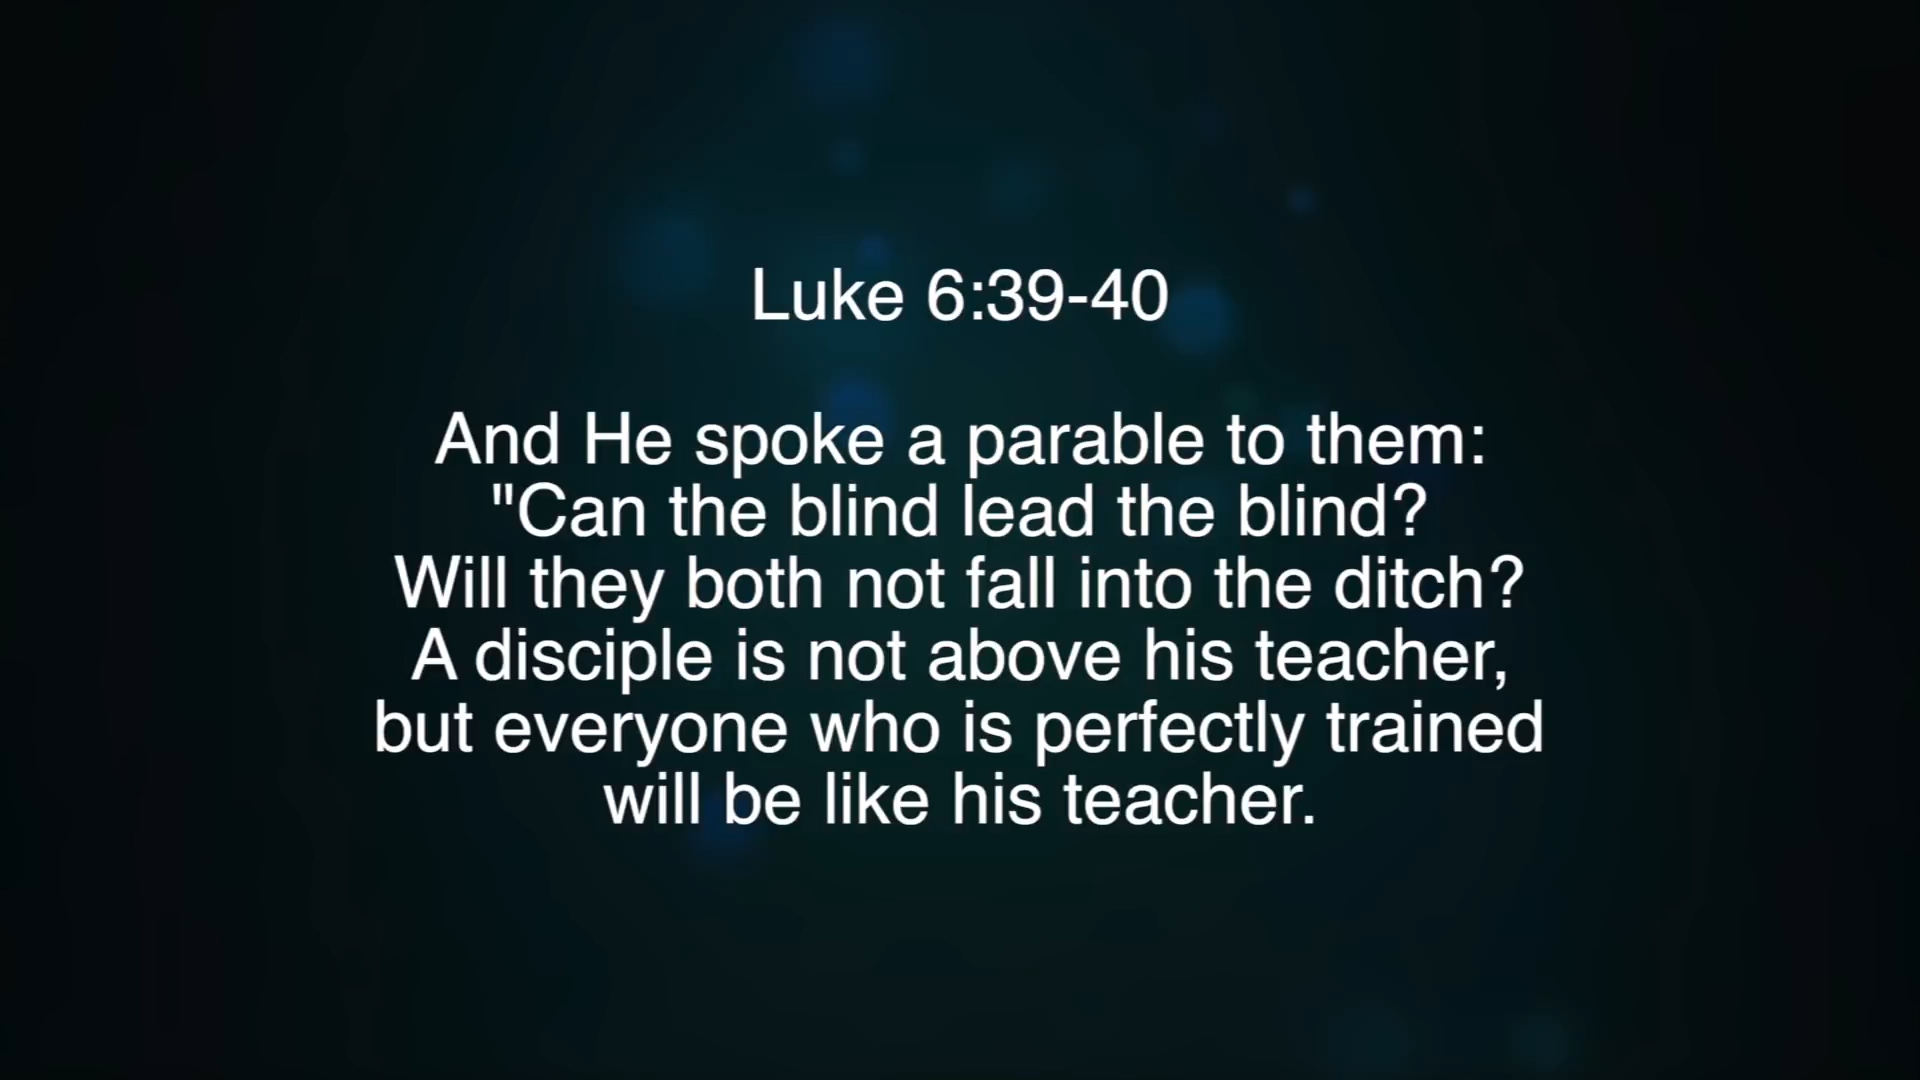 Luke 6:39-40
And He spoke a parable to them:
"Can the blind lead the blind?
Will they both not fall into the ditch?
A disciple is not above his teacher,
but everyone who is perfectly trained
will be like his teacher.